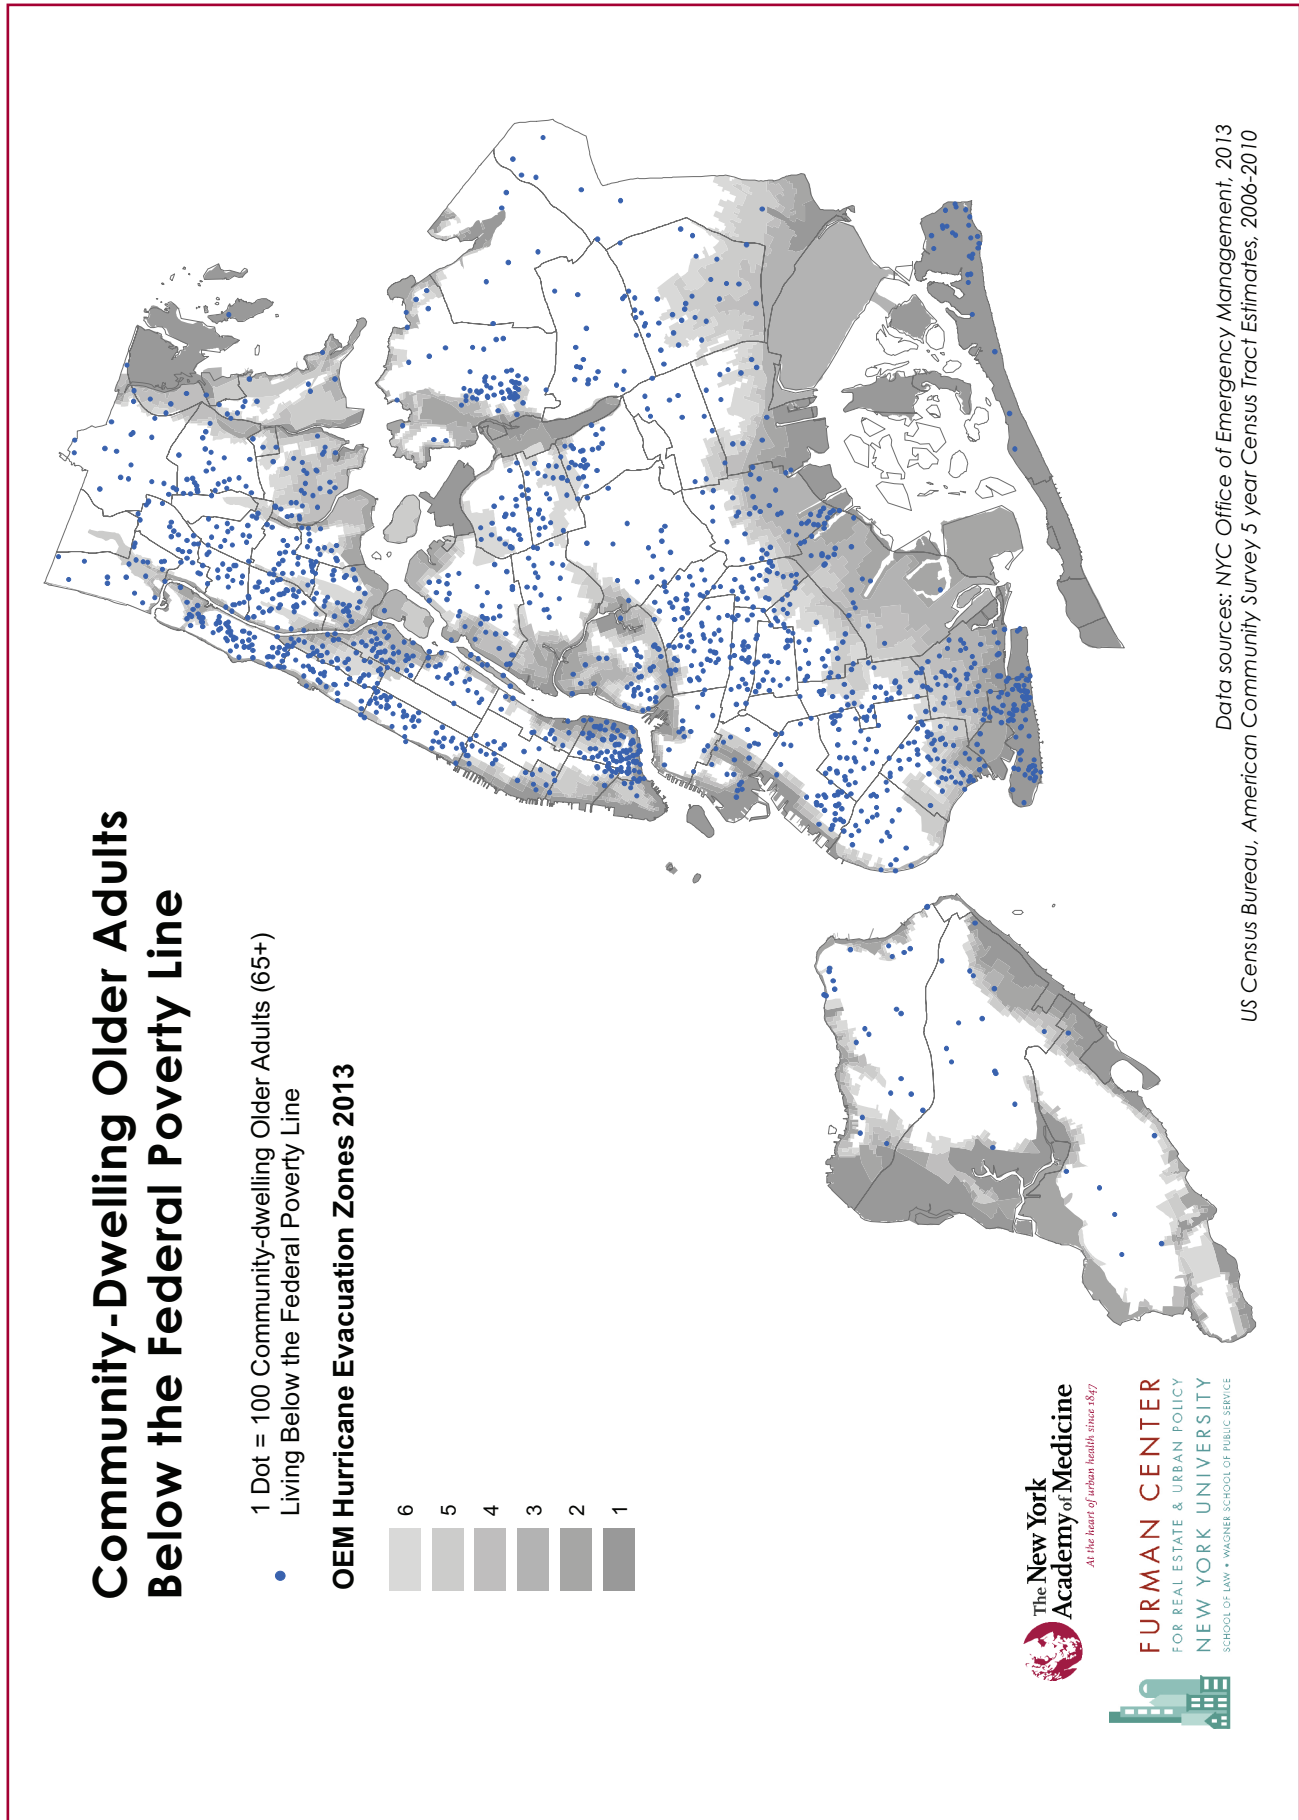 Community-Dwelling Older Adults
Below the Federal Poverty Line
1 Dot = 100 Community-dwelling Older Adults (65+)
Living Below the Federal Poverty Line
OEM Hurricane Evacuation Zones 2013
6
5
4
3
2
1
The New York
Academy of Medicine
At the heart of urban health since 1847
FURMAN CENTER
FOR REAL ESTATE & URBAN POLICY
NEW YORK UNIVERSITY
SCHOOL OF LAW • WAGNER SCHOOL OF PUBLIC SERVICE
Data sources: NYC Office of Emergency Management, 2013
US Census Bureau, American Community Survey 5 year Census Tract Estimates, 2006-2010